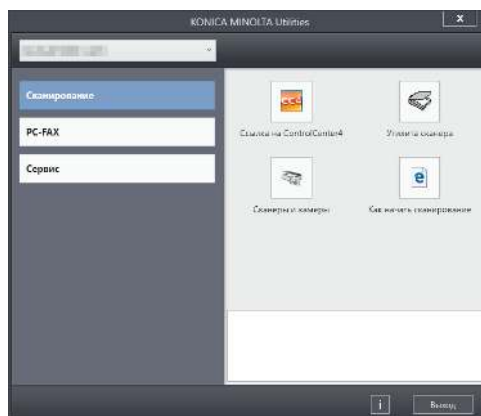 KONICA MINOLTA Utilities
X
Сканирование
PC-FAX
Сервис
Ссылка на ControlCenter4
Утилита сканера
Сканеры и камеры
Как начать сканирование
i
Выход